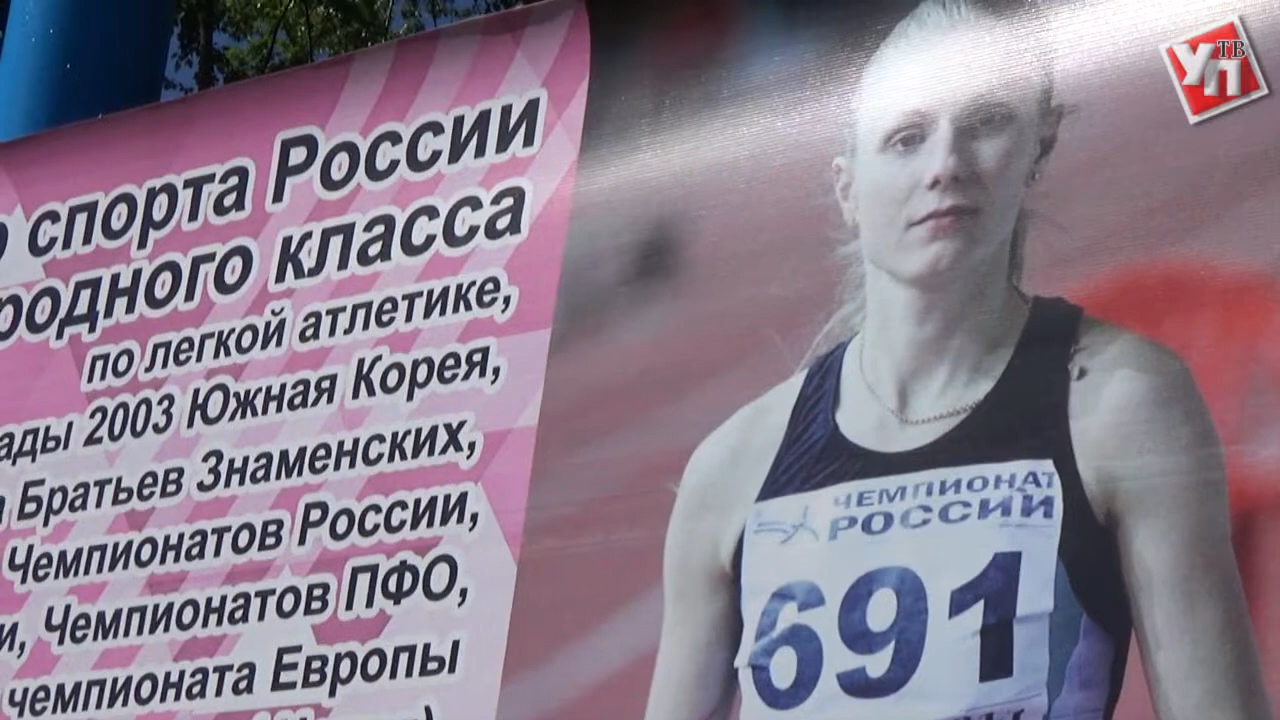 спорта России
родного класса
по легкой атлетике,
ады 2003 Южная Корея,
Братьев Знаменских,
Чемпионатов России,
и, Чемпионатов ПФО,
чемпионата Европы
ЧЕМПИОНАТ
РОССИИ
691
УП ТВ